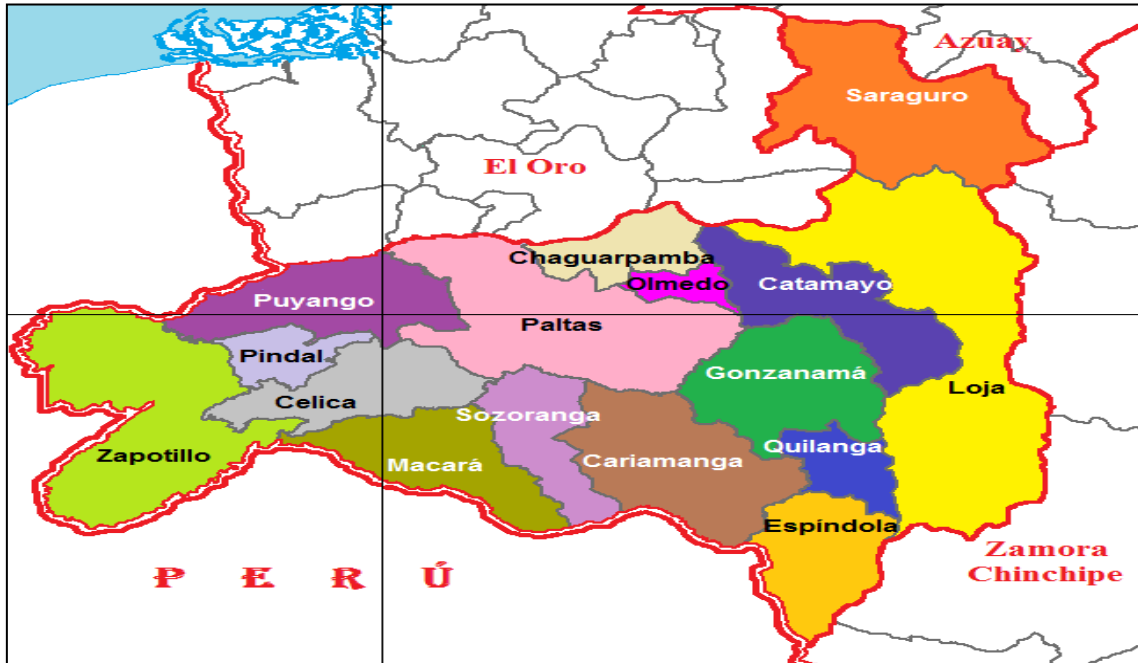 Azuay
Saraguro
El Oro
Chaguarpamba
Olmedo
Catamayo
Puyango
Paltas
Pindal
Gonzanamá
Loja
Celica
Sozoranga
Quilanga
Zapotillo
Macará
Cariamanga
Espíndola
Zamora
Chinchipe
PERÚ